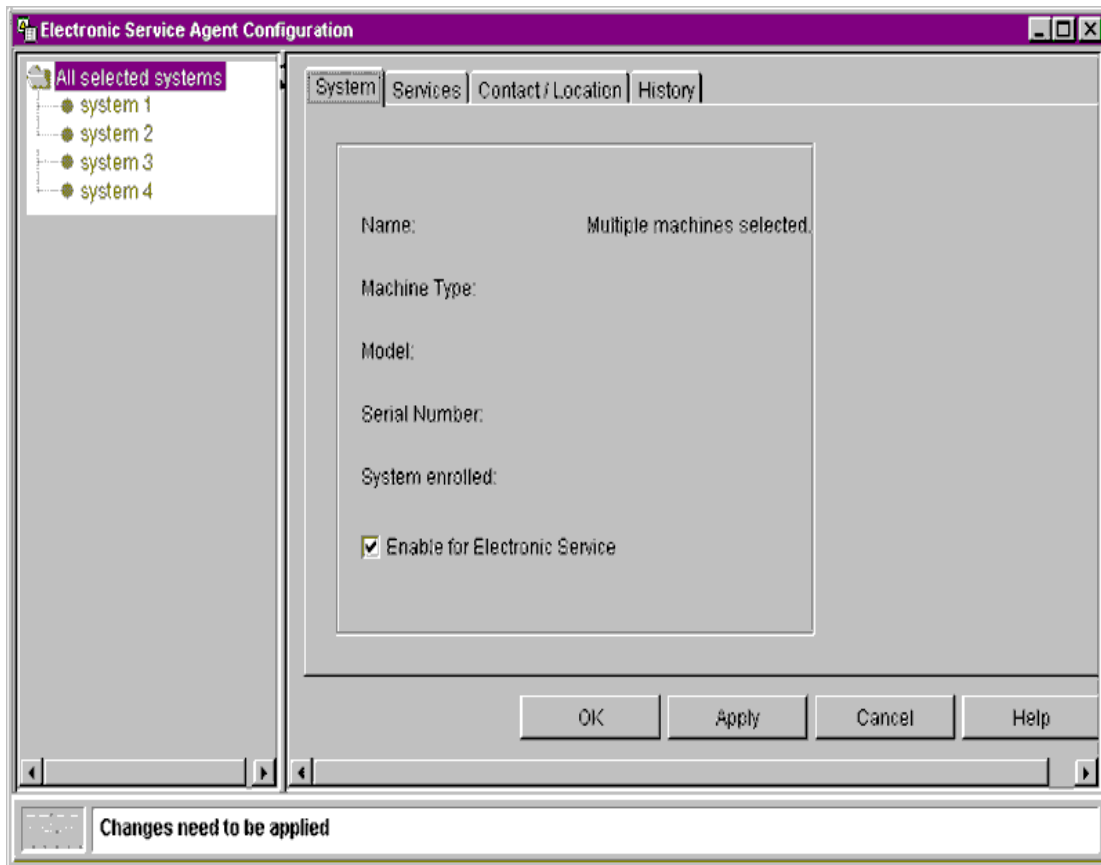 Electronic Service Agent Configuration
All selected systems
system 1
system 2
system 3
system 4
System Services Contact / Location History
Name: Multiple machines selected.
Machine Type:
Model:
Serial Number:
System enrolled:
Enable for Electronic Service
OK Apply Cancel Help
Changes need to be applied